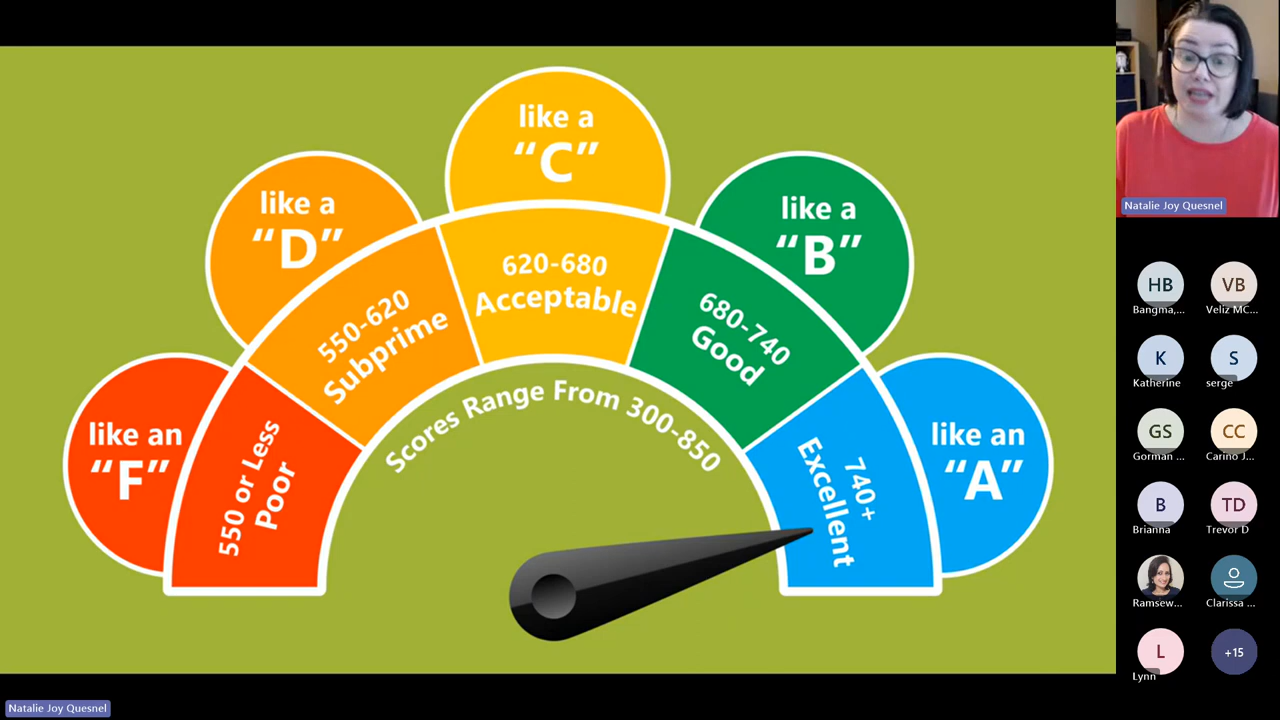 like a
“C”
like a
“D”
like a
“B”
620-680
Acceptable
550-620
Subprime
680-740
Good
Scores Range From 300-850
like an
“F”
550 or Less
Poor
740+
Excellent
like an
“A”
Natalie Joy Quesnel
Natalie Joy Quesnel
HB
Bangma,...
VB
Veliz MC...
K
Katherine
S
serge
GS
Gorman ...
CC
Carino J...
B
Brianna
TD
Trevor D
Ramsew...
Clarissa ...
L
Lynn
+15